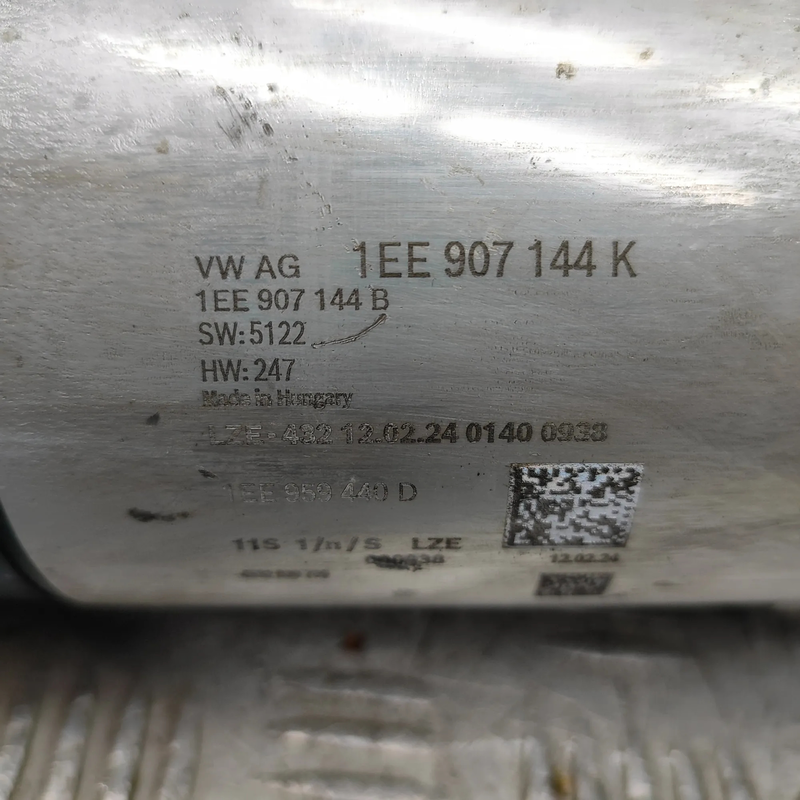 VW AG 1EE 907 144 K
1EE 907 144 B
SW: 5122
HW: 247
Made in Hungary
LZE-482 12.02.24 0140 0938
1EE 959 440 D
11S 1/n/S LZE
12.02.24